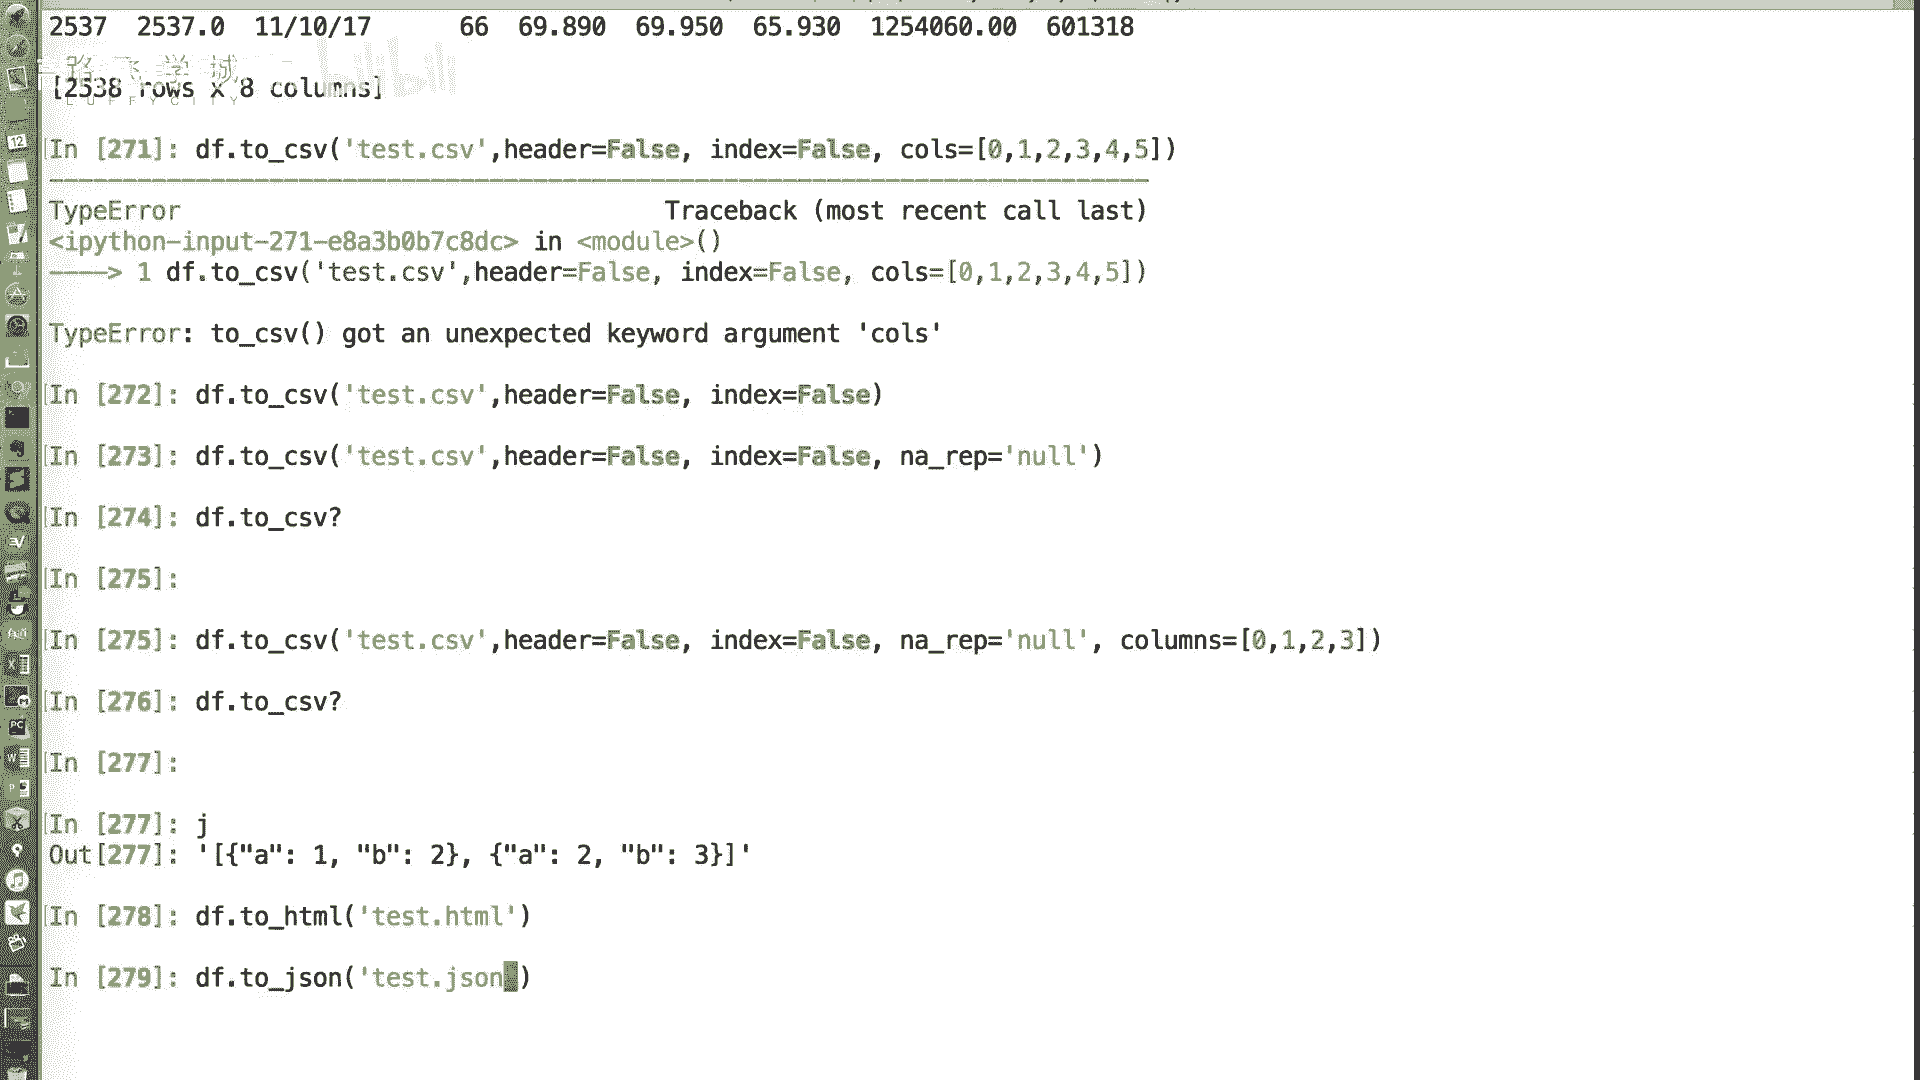 2537  2537.0  11/10/17      66  69.890  69.950  65.930  1254060.00  601318
路飞学城 bilibili
[2538 rows x 8 columns]
LUFFYCITY
In [271]: df.to_csv('test.csv',header=False, index=False, cols=[0,1,2,3,4,5])
TypeError                                 Traceback (most recent call last)
<ipython-input-271-e8a3b0b7c8dc> in <module>()
----> 1 df.to_csv('test.csv',header=False, index=False, cols=[0,1,2,3,4,5])
TypeError: to_csv() got an unexpected keyword argument 'cols'
In [272]: df.to_csv('test.csv',header=False, index=False)
In [273]: df.to_csv('test.csv',header=False, index=False, na_rep='null')
In [274]: df.to_csv?
In [275]:
In [275]: df.to_csv('test.csv',header=False, index=False, na_rep='null', columns=[0,1,2,3])
In [276]: df.to_csv?
In [277]:
In [277]: j
Out[277]: '[{"a": 1, "b": 2}, {"a": 2, "b": 3}]'
In [278]: df.to_html('test.html')
In [279]: df.to_json('test.json')